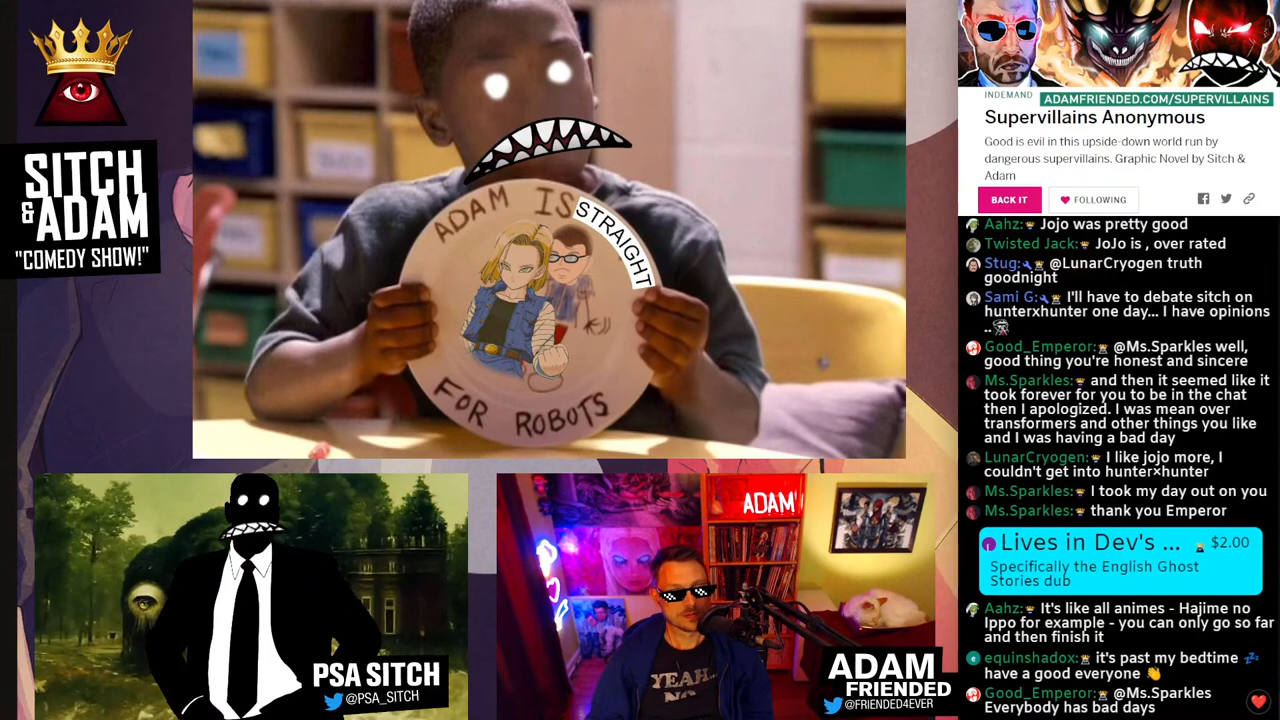 SITCH
& ADAM
"COMEDY SHOW!"
ADAM IS STRAIGHT
FOR ROBOTS
PSA SITCH
@PSA_SITCH
ADAM'
YEAH..
NO.
ADAM
FRIENDED
@FRIENDED4EVER
INDEMAND
ADAMFRIENDED.COM/SUPERVILLAINS
Supervillains Anonymous
Good is evil in this upside-down world run by
dangerous supervillains. Graphic Novel by Sitch &
Adam
BACK IT
FOLLOWING
Aahz: Jojo was pretty good
Twisted Jack: JoJo is , over rated
Stug: @LunarCryogen truth
goodnight
Sami G: I'll have to debate sitch on
hunterxhunter one day... I have opinions
..
Good_Emperor: @Ms.Sparkles well,
good thing you're honest and sincere
Ms.Sparkles: and then it seemed like it
took forever for you to be in the chat
then I apologized. I was mean over
transformers and other things you like
and I was having a bad day
LunarCryogen: I like jojo more, I
couldn't get into hunter×hunter
Ms.Sparkles: I took my day out on you
Ms.Sparkles: thank you Emperor
Lives in Dev's ... $2.00
Specifically the English Ghost
Stories dub
Aahz: It's like all animes - Hajime no
Ippo for example - you can only go so far
and then finish it
equinshadox: it's past my bedtime 💤
have a good everyone 👋
Good_Emperor: @Ms.Sparkles
Everybody has bad days